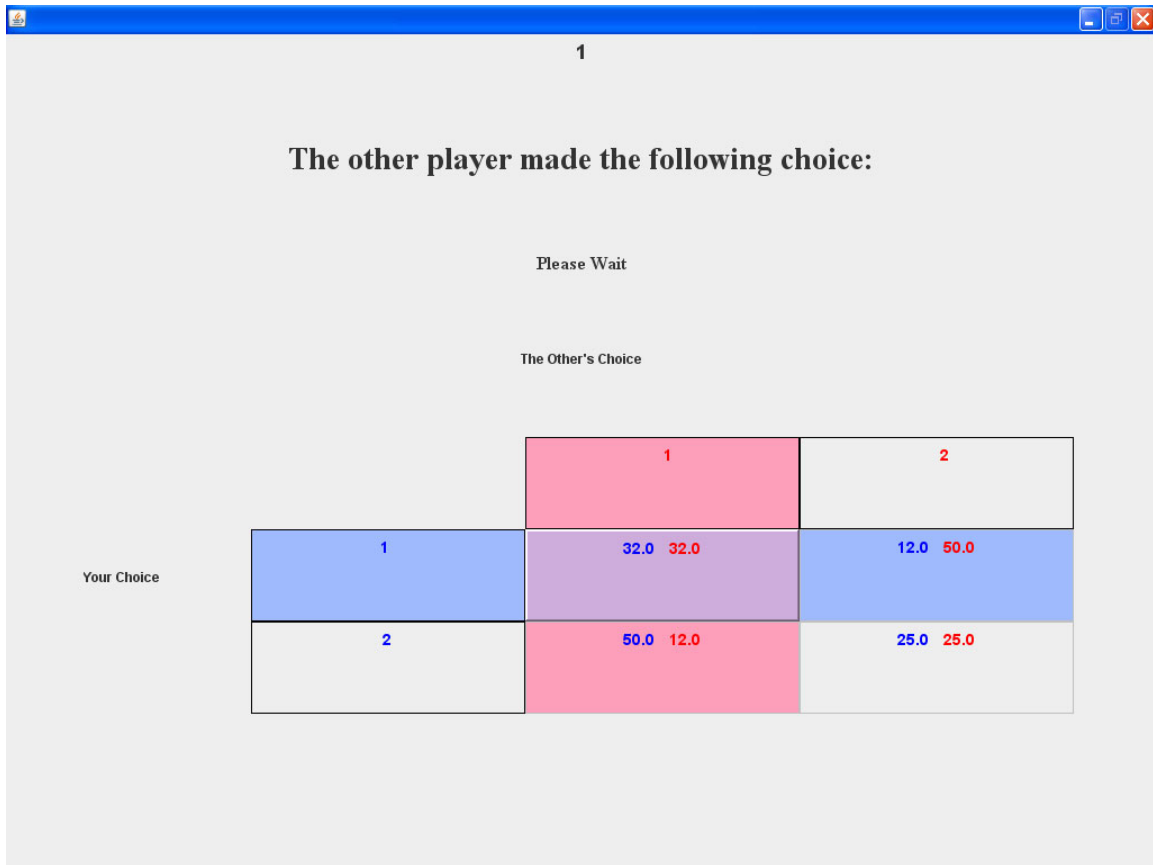 1
The other player made the following choice:
Please Wait
The Other's Choice
1 2
1 32.0 32.0 12.0 50.0
Your Choice
2 50.0 12.0 25.0 25.0